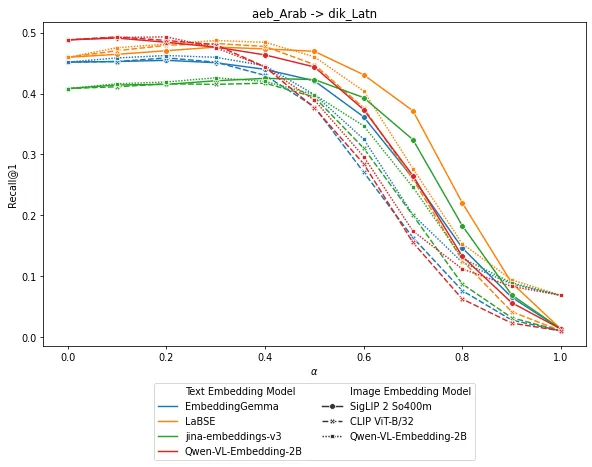 aeb_Arab -> dik_Latn
Recall@1
0.5
0.4
0.3
0.2
0.1
0.0
0.0 0.2 0.4 0.6 0.8 1.0
α
Text Embedding Model
EmbeddingGemma
LaBSE
jina-embeddings-v3
Qwen-VL-Embedding-2B
Image Embedding Model
SigLIP 2 So400m
CLIP ViT-B/32
Qwen-VL-Embedding-2B